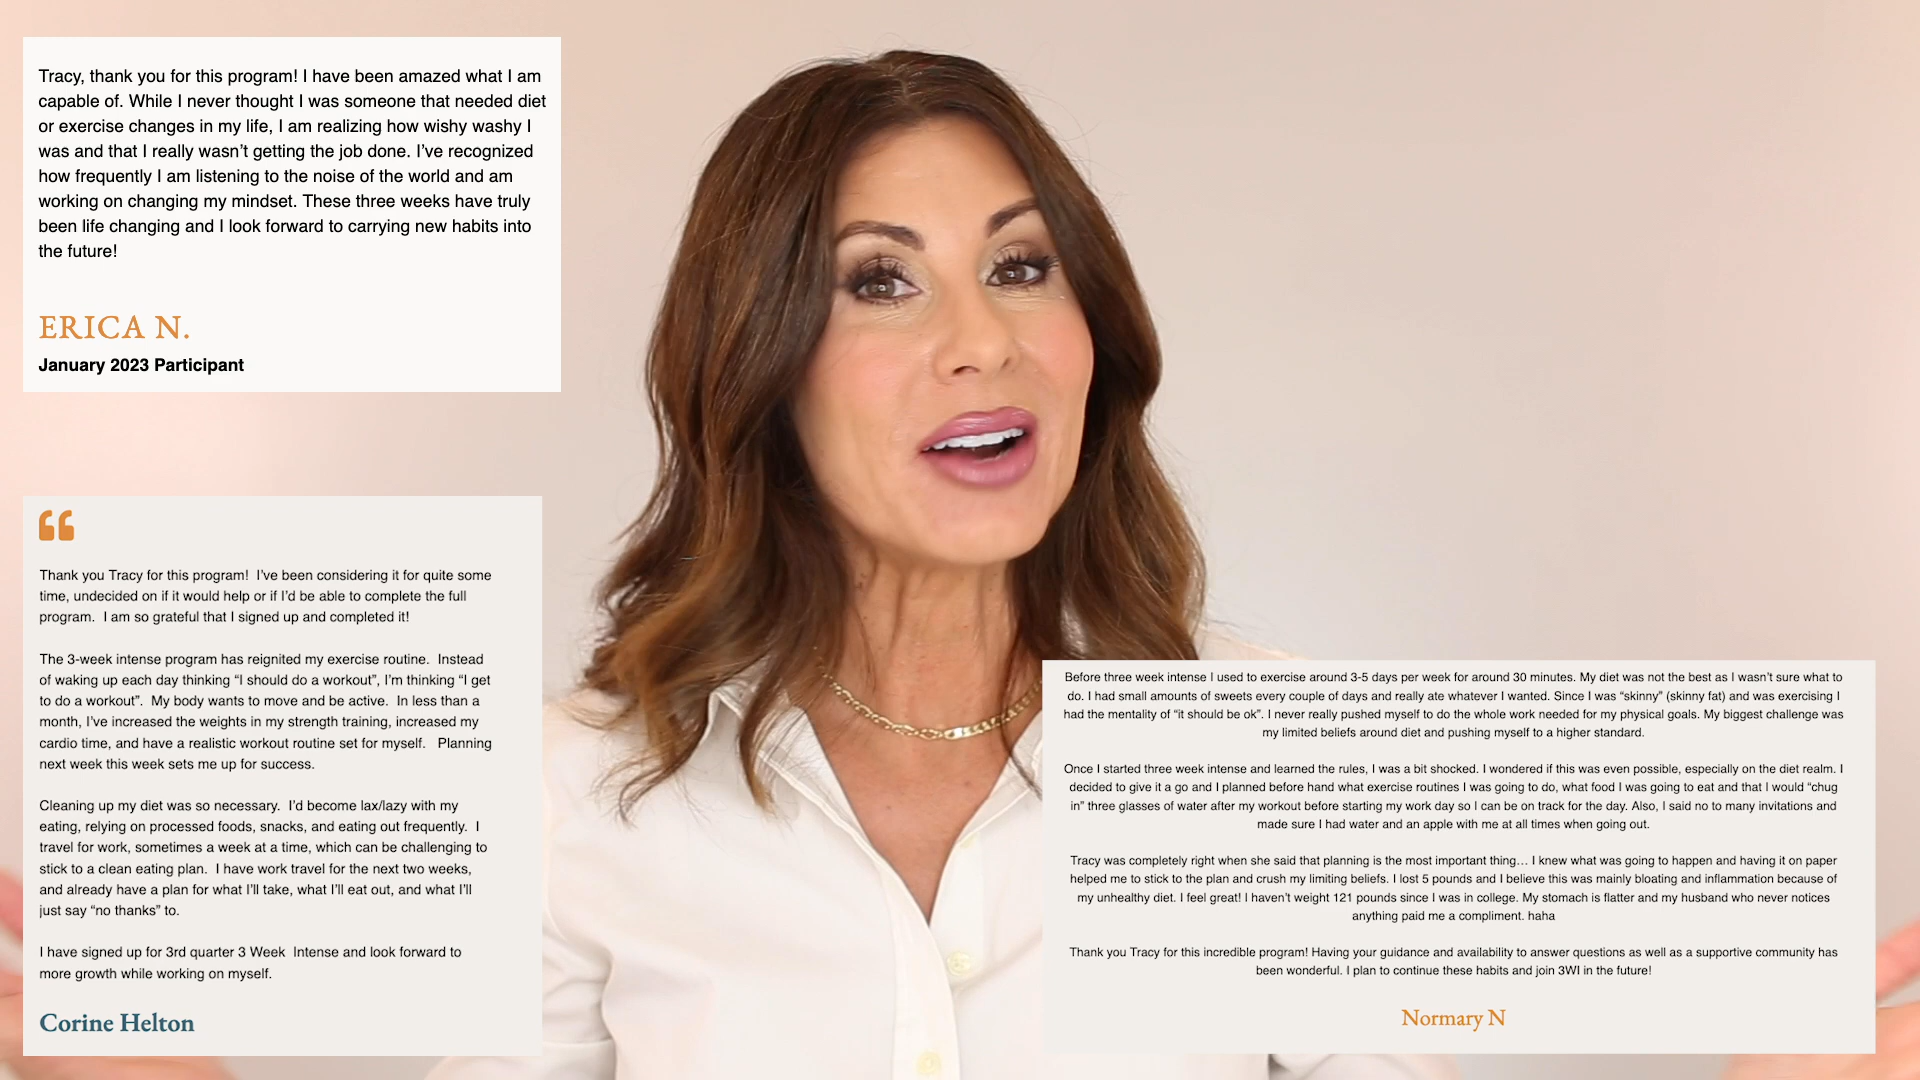 Tracy, thank you for this program! I have been amazed what I am
capable of. While I never thought I was someone that needed diet
or exercise changes in my life, I am realizing how wishy washy I
was and that I really wasn’t getting the job done. I’ve recognized
how frequently I am listening to the noise of the world and am
working on changing my mindset. These three weeks have truly
been life changing and I look forward to carrying new habits into
the future!
ERICA N.
January 2023 Participant
“
Thank you Tracy for this program!  I’ve been considering it for quite some
time, undecided on if it would help or if I’d be able to complete the full
program.  I am so grateful that I signed up and completed it!
The 3-week intense program has reignited my exercise routine.  Instead
of waking up each day thinking “I should do a workout”, I’m thinking “I get
to do a workout”.  My body wants to move and be active.  In less than a
month, I’ve increased the weights in my strength training, increased my
cardio time, and have a realistic workout routine set for myself.   Planning
next week this week sets me up for success.
Cleaning up my diet was so necessary.  I’d become lax/lazy with my
eating, relying on processed foods, snacks, and eating out frequently.  I
travel for work, sometimes a week at a time, which can be challenging to
stick to a clean eating plan.  I have work travel for the next two weeks,
and already have a plan for what I’ll take, what I’ll eat out, and what I’ll
just say “no thanks” to.
I have signed up for 3rd quarter 3 Week  Intense and look forward to
more growth while working on myself.
Corine Helton
Before three week intense I used to exercise around 3-5 days per week for around 30 minutes. My diet was not the best as I wasn’t sure what to
do. I had small amounts of sweets every couple of days and really ate whatever I wanted. Since I was “skinny” (skinny fat) and was exercising I
had the mentality of “it should be ok”. I never really pushed myself to do the whole work needed for my physical goals. My biggest challenge was
my limited beliefs around diet and pushing myself to a higher standard.
Once I started three week intense and learned the rules, I was a bit shocked. I wondered if this was even possible, especially on the diet realm. I
decided to give it a go and I planned before hand what exercise routines I was going to do, what food I was going to eat and that I would “chug
in” three glasses of water after my workout before starting my work day so I can be on track for the day. Also, I said no to many invitations and
made sure I had water and an apple with me at all times when going out.
Tracy was completely right when she said that planning is the most important thing… I knew what was going to happen and having it on paper
helped me to stick to the plan and crush my limiting beliefs. I lost 5 pounds and I believe this was mainly bloating and inflammation because of
my unhealthy diet. I feel great! I haven’t weight 121 pounds since I was in college. My stomach is flatter and my husband who never notices
anything paid me a compliment. haha
Thank you Tracy for this incredible program! Having your guidance and availability to answer questions as well as a supportive community has
been wonderful. I plan to continue these habits and join 3WI in the future!
Normary N